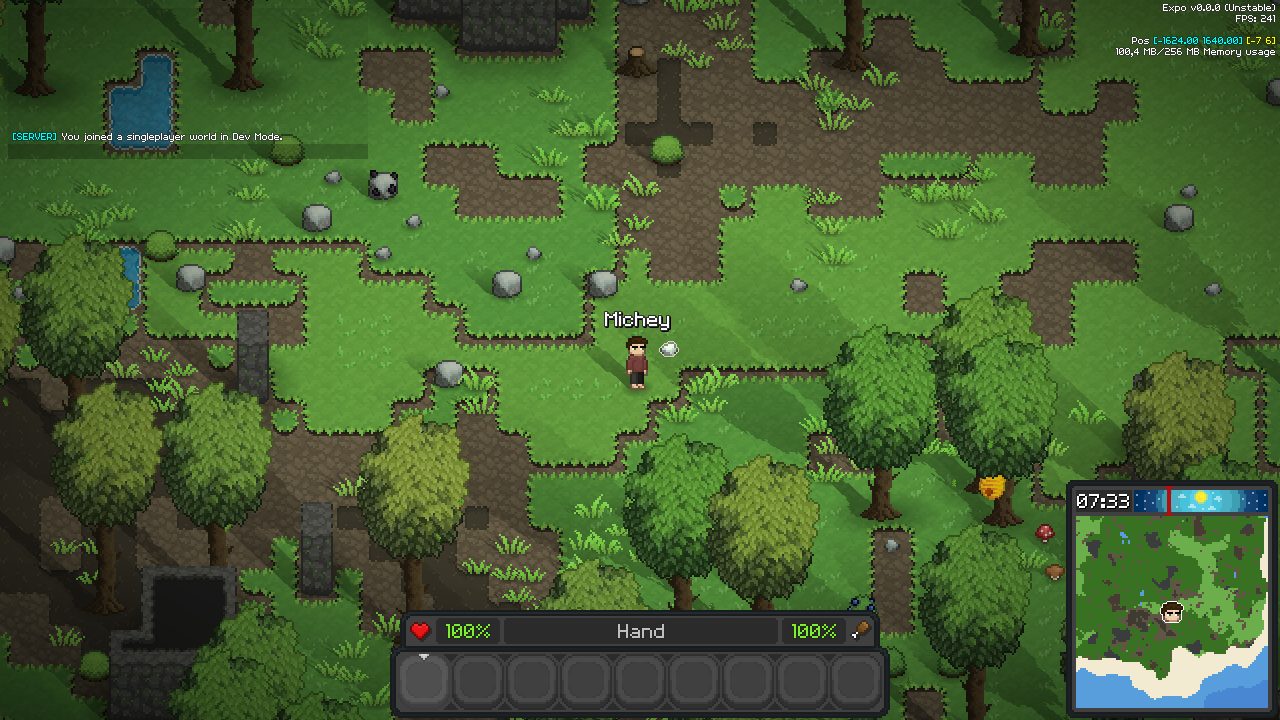 Expo v0.0.0 (Unstable)
FPS: 241
Pos [-1624.00 1640.00] [-7 6]
100,4 MB/256 MB Memory usage
[SERVER] You joined a singleplayer world in Dev Mode.
Michey
07:33
100% Hand 100%